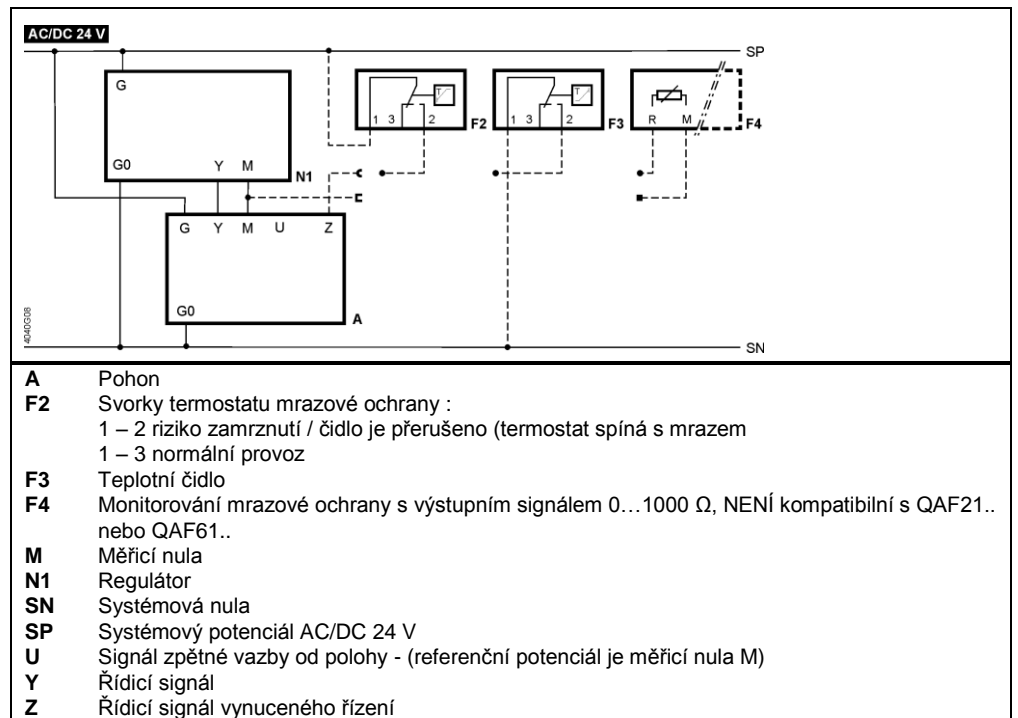 AC/DC 24 V
SP
G
G0 Y M
N1
1 3 2
F2
1 3 2
F3
R M
F4
G Y M U Z
G0
A
4040G08
SN
A Pohon
F2 Svorky termostatu mrazové ochrany :
1 – 2 riziko zamrznutí / čidlo je přerušeno (termostat spíná s mrazem
1 – 3 normální provoz
F3 Teplotní čidlo
F4 Monitorování mrazové ochrany s výstupním signálem 0…1000 Ω, NENÍ kompatibilní s QAF21..
nebo QAF61..
M Měřicí nula
N1 Regulátor
SN Systémová nula
SP Systémový potenciál AC/DC 24 V
U Signál zpětné vazby od polohy - (referenční potenciál je měřicí nula M)
Y Řídicí signál
Z Řídicí signál vynuceného řízení